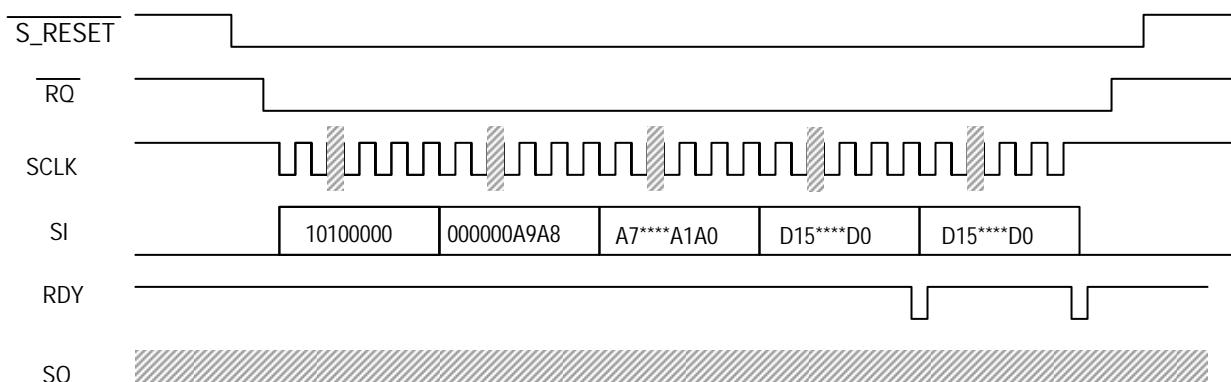 S_RESET
RQ
SCLK
SI 10100000 000000A9A8 A7****A1A0 D15****D0 D15****D0
RDY
SO